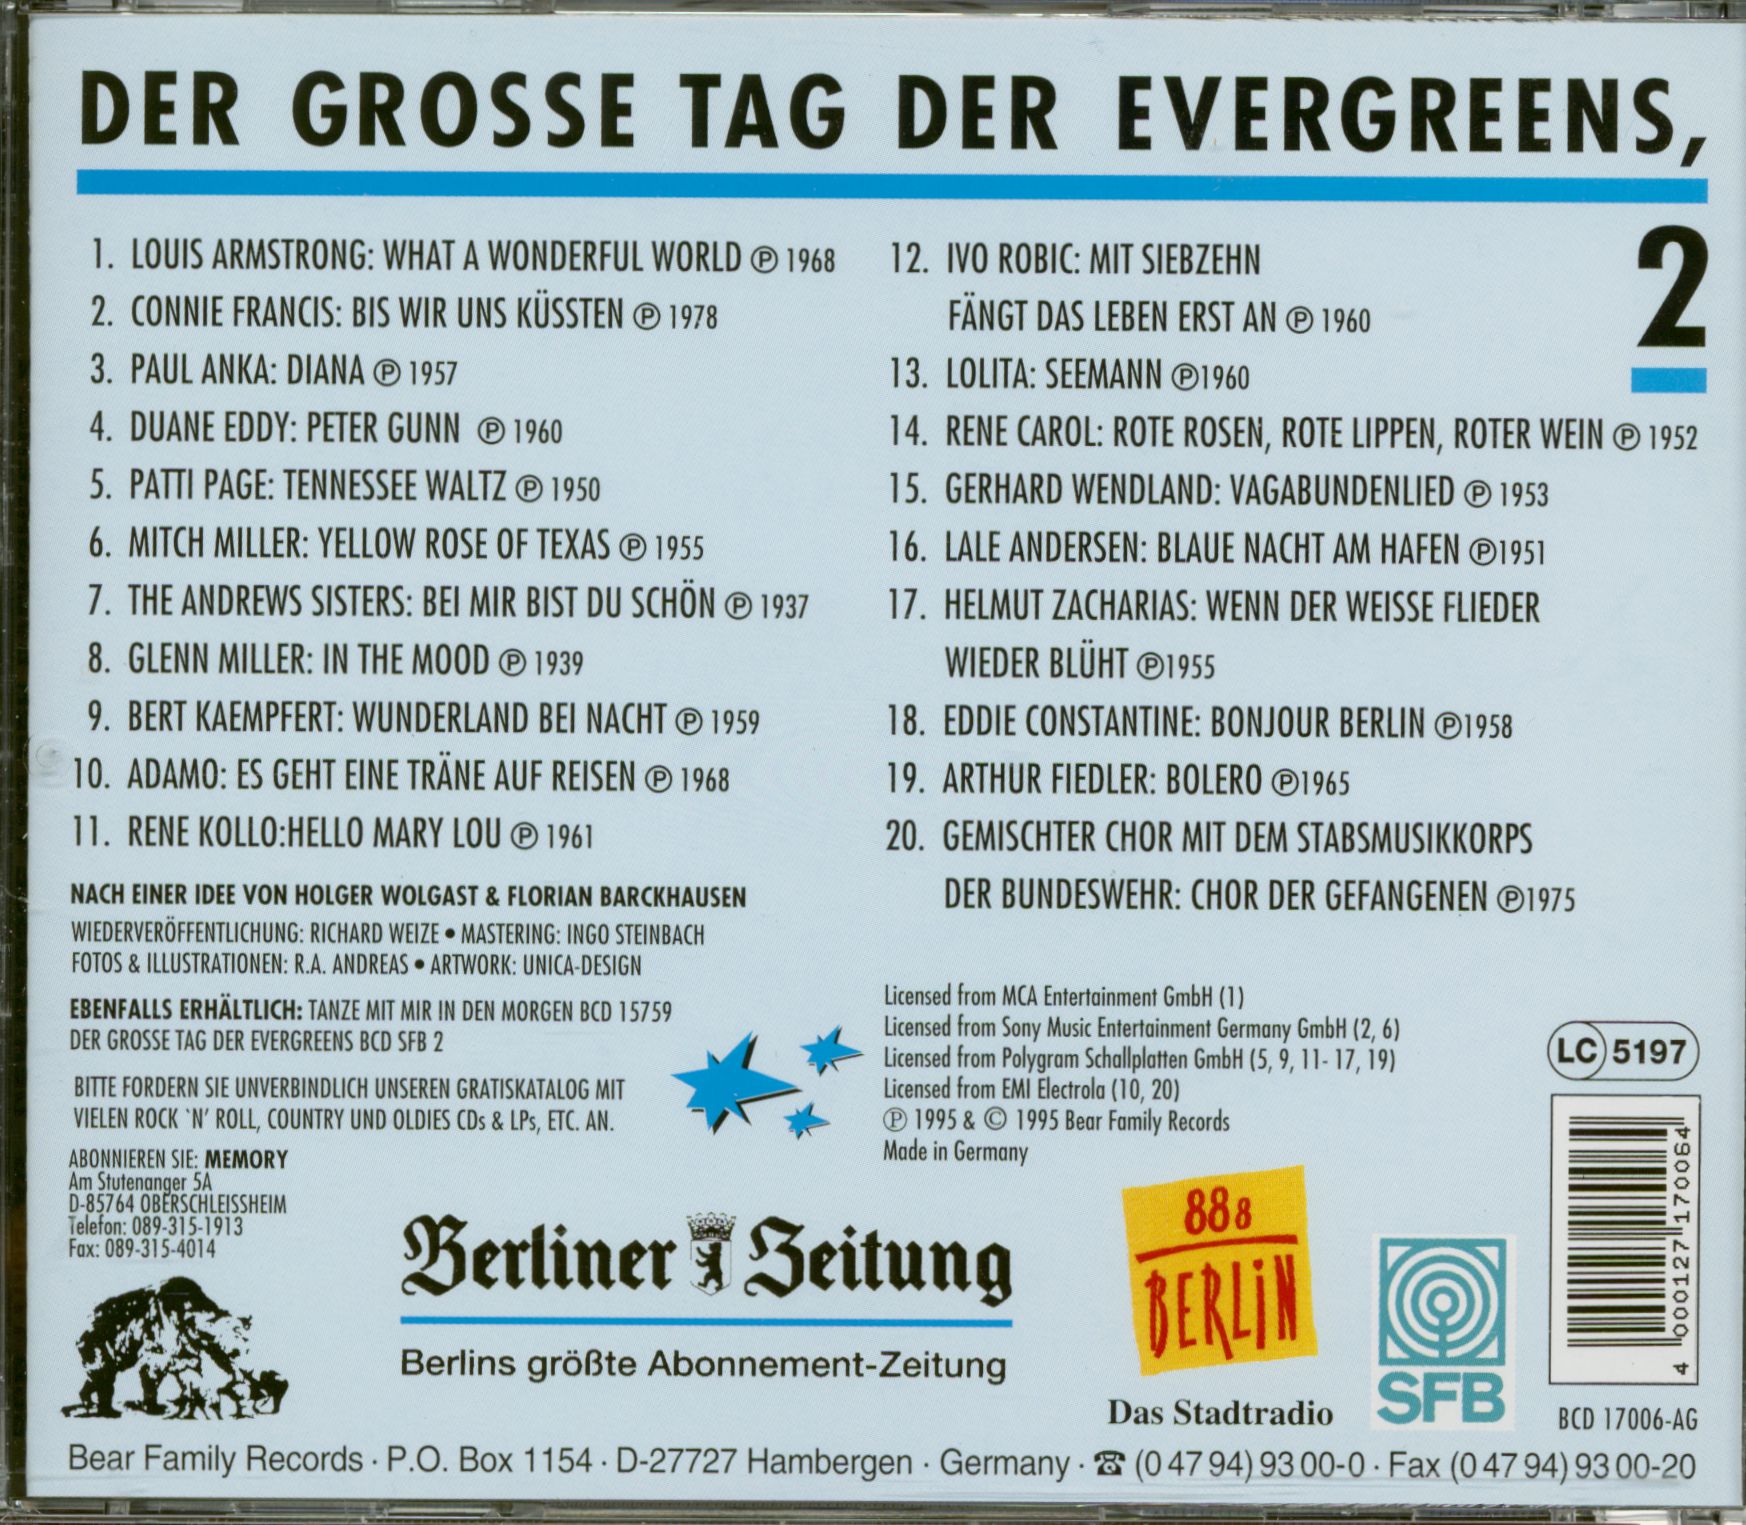 DER GROSSE TAG DER EVERGREENS,
2
1. LOUIS ARMSTRONG: WHAT A WONDERFUL WORLD ℗ 1968
2. CONNIE FRANCIS: BIS WIR UNS KÜSSTEN ℗ 1978
3. PAUL ANKA: DIANA ℗ 1957
4. DUANE EDDY: PETER GUNN ℗ 1960
5. PATTI PAGE: TENNESSEE WALTZ ℗ 1950
6. MITCH MILLER: YELLOW ROSE OF TEXAS ℗ 1955
7. THE ANDREWS SISTERS: BEI MIR BIST DU SCHÖN ℗ 1937
8. GLENN MILLER: IN THE MOOD ℗ 1939
9. BERT KAEMPFERT: WUNDERLAND BEI NACHT ℗ 1959
10. ADAMO: ES GEHT EINE TRÄNE AUF REISEN ℗ 1968
11. RENE KOLLO:HELLO MARY LOU ℗ 1961
12. IVO ROBIC: MIT SIEBZEHN
FÄNGT DAS LEBEN ERST AN ℗ 1960
13. LOLITA: SEEMANN ℗1960
14. RENE CAROL: ROTE ROSEN, ROTE LIPPEN, ROTER WEIN ℗ 1952
15. GERHARD WENDLAND: VAGABUNDENLIED ℗ 1953
16. LALE ANDERSEN: BLAUE NACHT AM HAFEN ℗1951
17. HELMUT ZACHARIAS: WENN DER WEISSE FLIEDER
WIEDER BLÜHT ℗1955
18. EDDIE CONSTANTINE: BONJOUR BERLIN ℗1958
19. ARTHUR FIEDLER: BOLERO ℗1965
20. GEMISCHTER CHOR MIT DEM STABSMUSIKKORPS
DER BUNDESWEHR: CHOR DER GEFANGENEN ℗1975
NACH EINER IDEE VON HOLGER WOLGAST & FLORIAN BARCKHAUSEN
WIEDERVERÖFFENTLICHUNG: RICHARD WEIZE • MASTERING: INGO STEINBACH
FOTOS & ILLUSTRATIONEN: R.A. ANDREAS • ARTWORK: UNICA-DESIGN
EBENFALLS ERHÄLTLICH: TANZE MIT MIR IN DEN MORGEN BCD 15759
DER GROSSE TAG DER EVERGREENS BCD SFB 2
BITTE FORDERN SIE UNVERBINDLICH UNSEREN GRATISKATALOG MIT
VIELEN ROCK `N' ROLL, COUNTRY UND OLDIES CDs & LPs, ETC. AN.
ABONNIEREN SIE: MEMORY
Am Stutenanger 5A
D-85764 OBERSCHLEISSHEIM
Telefon: 089-315-1913
Fax: 089-315-4014
Licensed from MCA Entertainment GmbH (1)
Licensed from Sony Music Entertainment Germany GmbH (2, 6)
Licensed from Polygram Schallplatten GmbH (5, 9, 11- 17, 19)
Licensed from EMI Electrola (10, 20)
℗ 1995 & © 1995 Bear Family Records
Made in Germany
LC 5197
4 000127 170064
BCD 17006-AG
Berliner Zeitung
Berlins größte Abonnement-Zeitung
88 8
BERLiN
Das Stadtradio
SFB
Bear Family Records · P.O. Box 1154 · D-27727 Hambergen · Germany · ☎ (0 47 94) 93 00-0 · Fax (0 47 94) 93 00-20